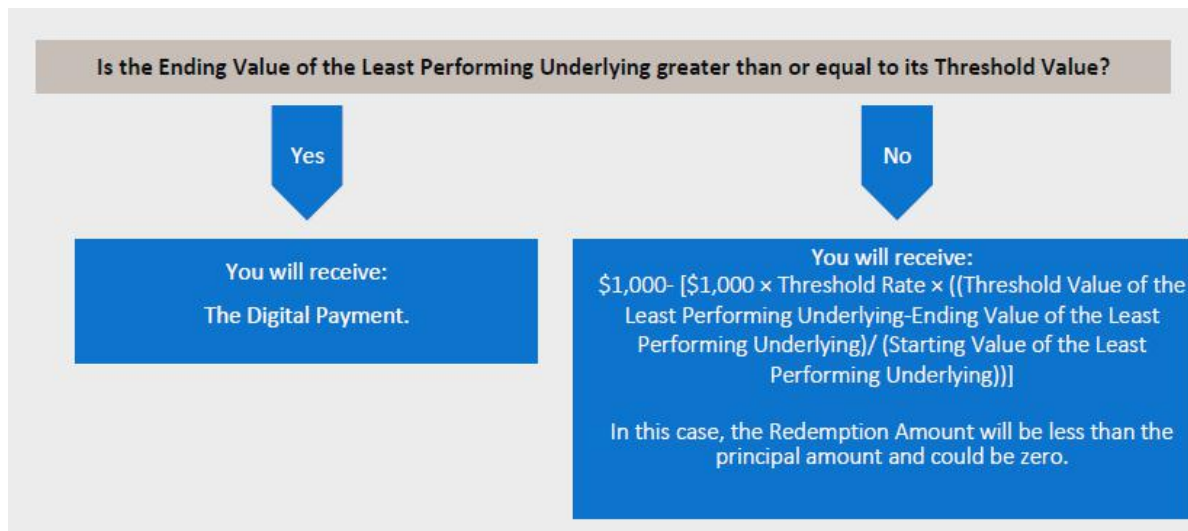 Is the Ending Value of the Least Performing Underlying greater than or equal to its Threshold Value?
Yes
No
You will receive:
The Digital Payment.
You will receive:
$1,000- [$1,000 × Threshold Rate × ((Threshold Value of the
Least Performing Underlying-Ending Value of the Least
Performing Underlying)/ (Starting Value of the Least
Performing Underlying))]
In this case, the Redemption Amount will be less than the
principal amount and could be zero.